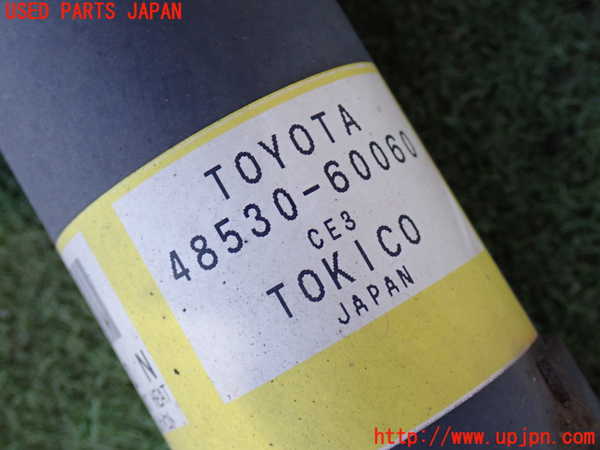 USED PARTS JAPAN
TOYOTA
48530-60060
CE3
TOKICO
JAPAN
N
http://www.upjpn.com/